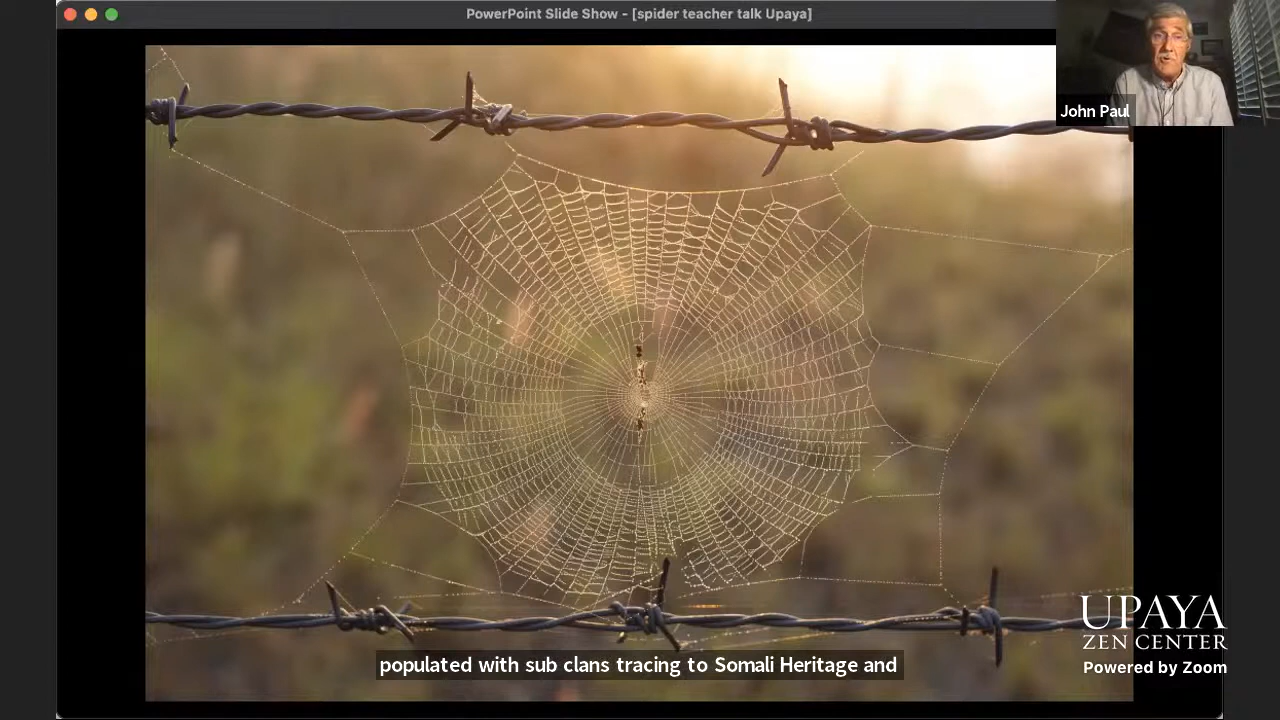 PowerPoint Slide Show - [spider teacher talk Upaya]
John Paul
UPAYA
ZEN CENTER
populated with sub clans tracing to Somali Heritage and
Powered by Zoom